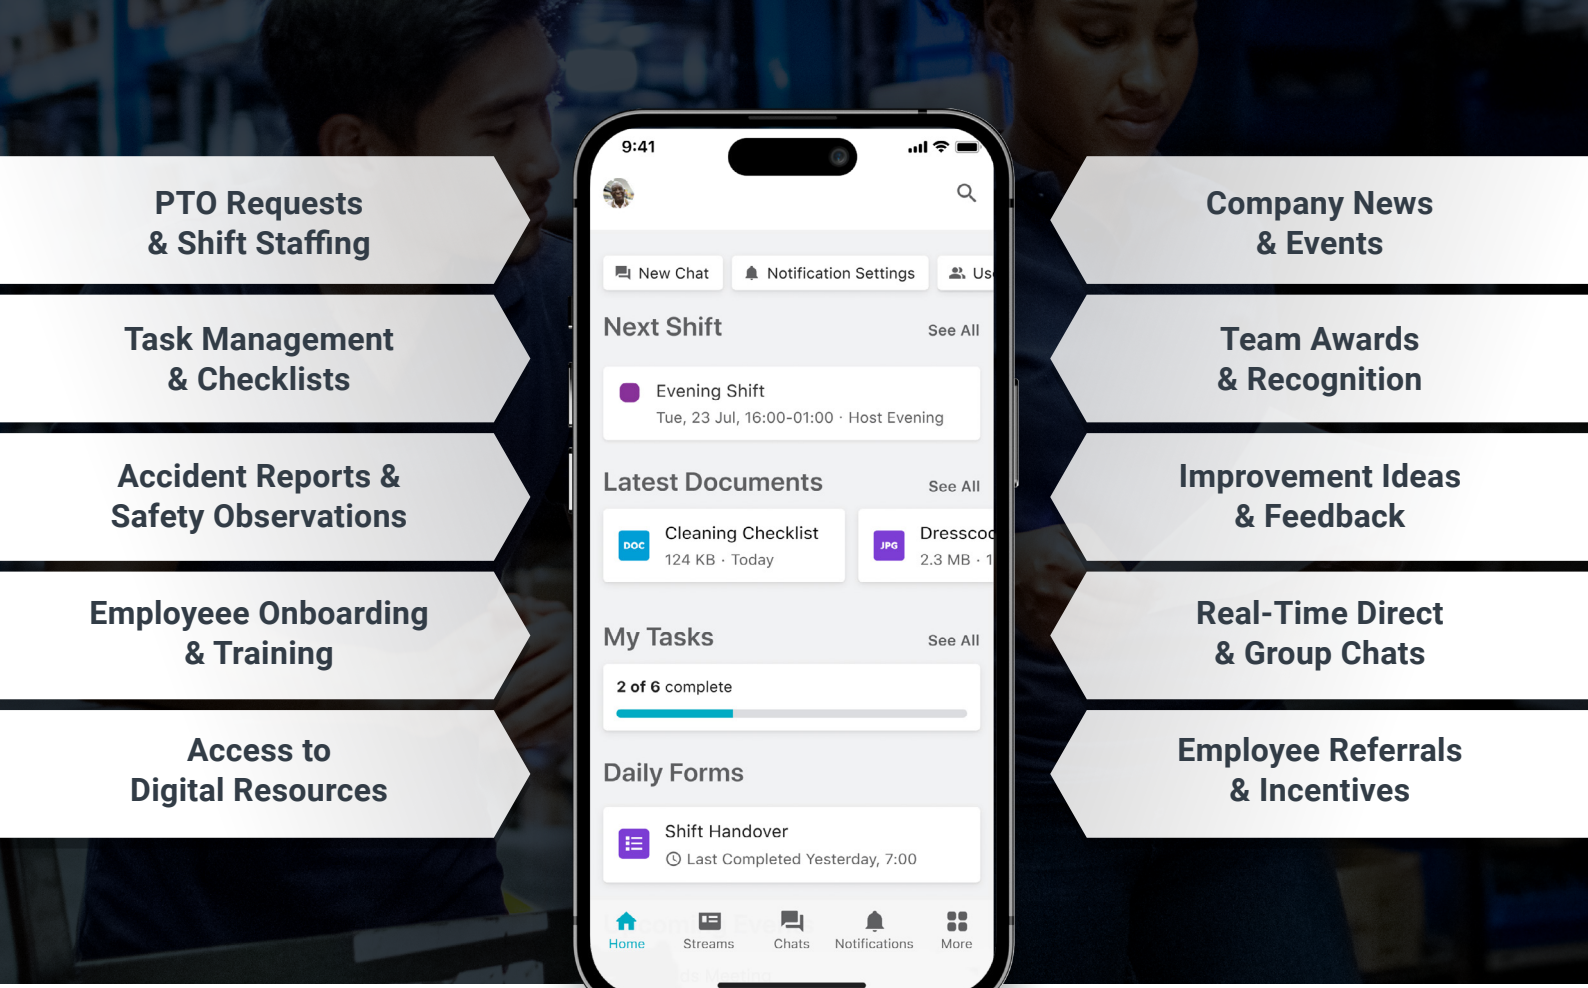 PTO Requests
& Shift Staffing
Task Management
& Checklists
Accident Reports &
Safety Observations
Employeee Onboarding
& Training
Access to
Digital Resources
9:41
New Chat
Notification Settings
Next Shift
See All
Evening Shift
Tue, 23 Jul, 16:00-01:00 · Host Evening
Latest Documents
See All
DOC
Cleaning Checklist
124 KB · Today
JPG
2.3 MB · 1
My Tasks
See All
2 of 6 complete
Daily Forms
Shift Handover
Last Completed Yesterday, 7:00
Home
Streams
Chats
Notifications
More
Company News
& Events
Team Awards
& Recognition
Improvement Ideas
& Feedback
Real-Time Direct
& Group Chats
Employee Referrals
& Incentives